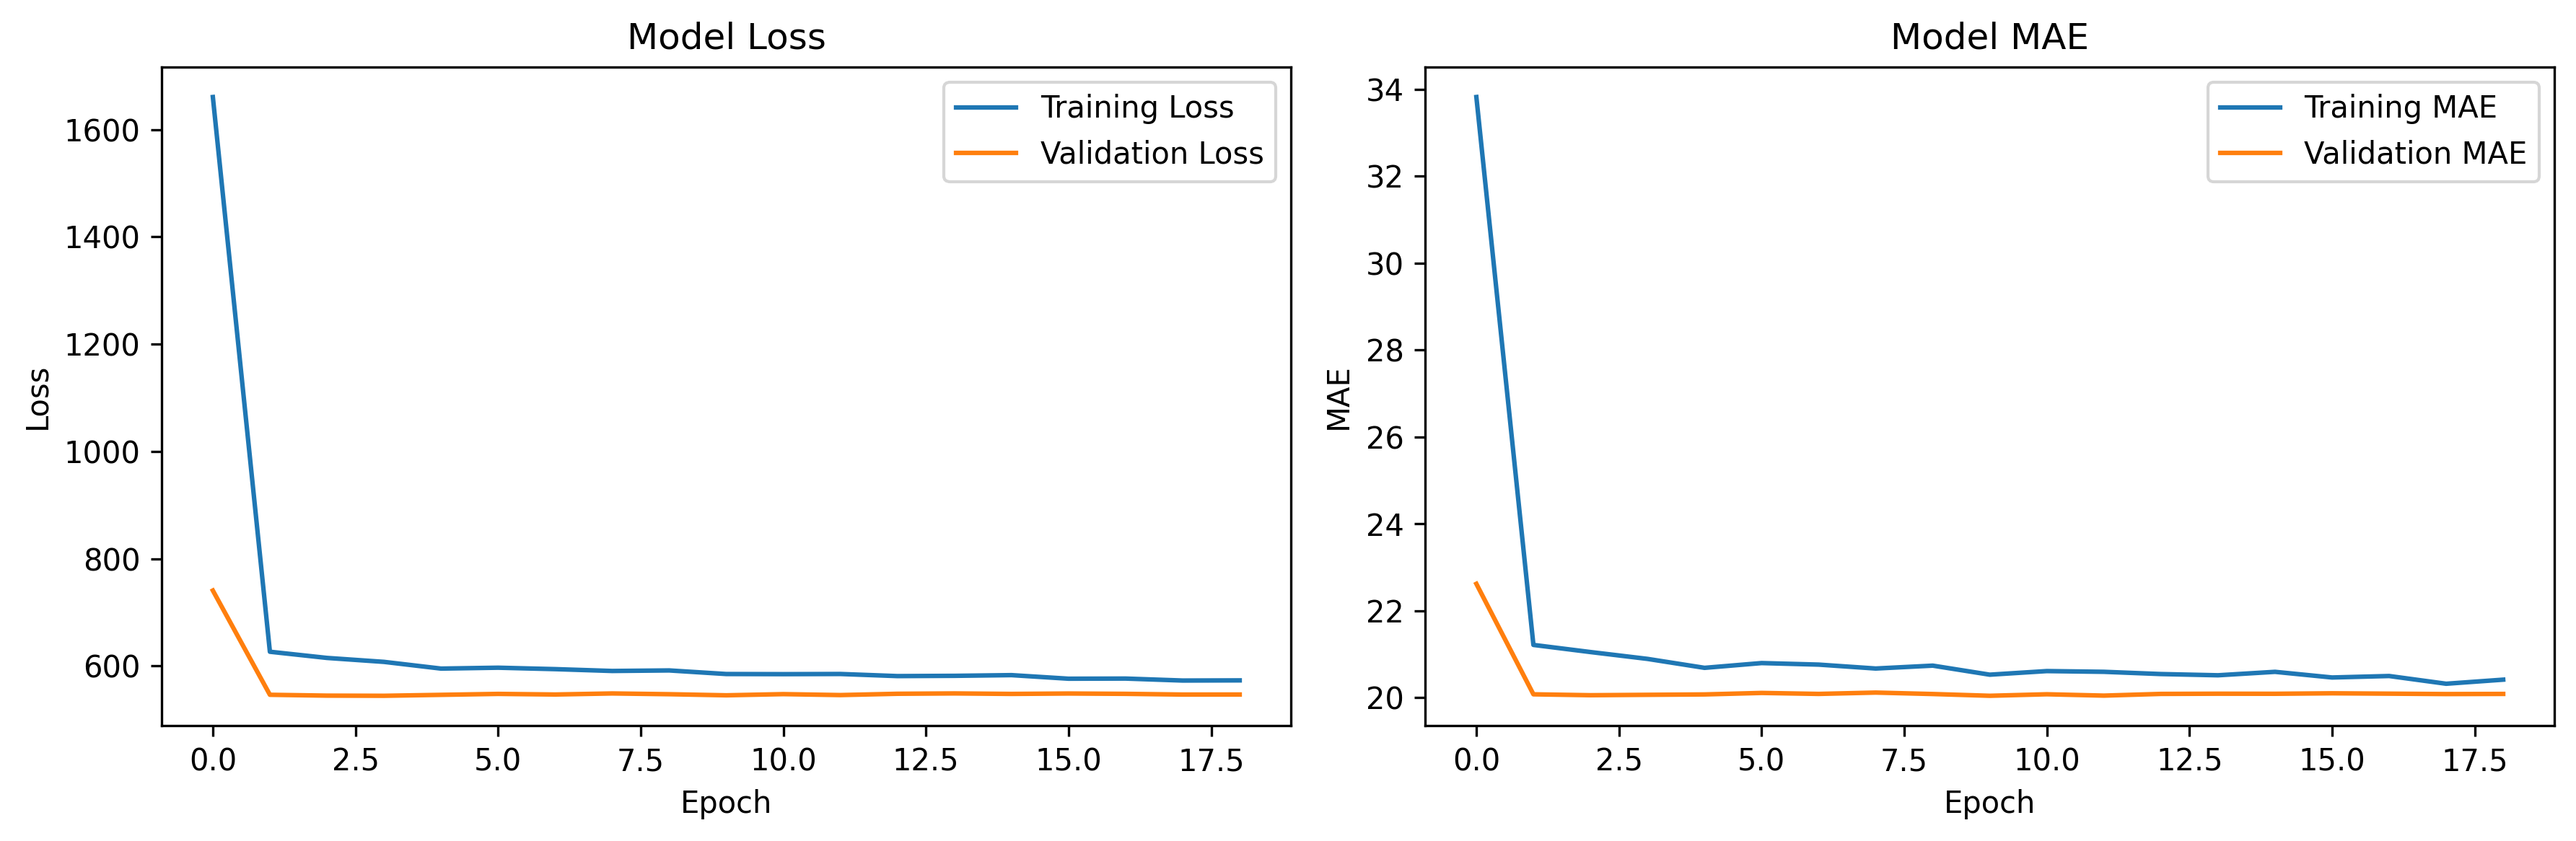 Model Loss
Training Loss
Validation Loss
1600
1400
1200
1000
800
600
Loss
0.0 2.5 5.0 7.5 10.0 12.5 15.0 17.5
Epoch
Model MAE
Training MAE
Validation MAE
34
32
30
28
26
24
22
20
MAE
0.0 2.5 5.0 7.5 10.0 12.5 15.0 17.5
Epoch